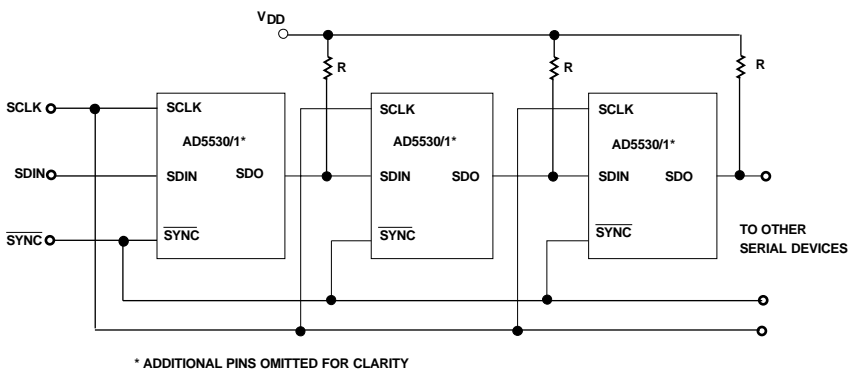 VDD
R
R
R
SCLK
SCLK
SCLK
SCLK
AD5530/1*
AD5530/1*
AD5530/1*
SDIN
SDIN
SDO
SDIN
SDO
SDIN
SDO
SYNC
SYNC
SYNC
SYNC
TO OTHER
SERIAL DEVICES
* ADDITIONAL PINS OMITTED FOR CLARITY